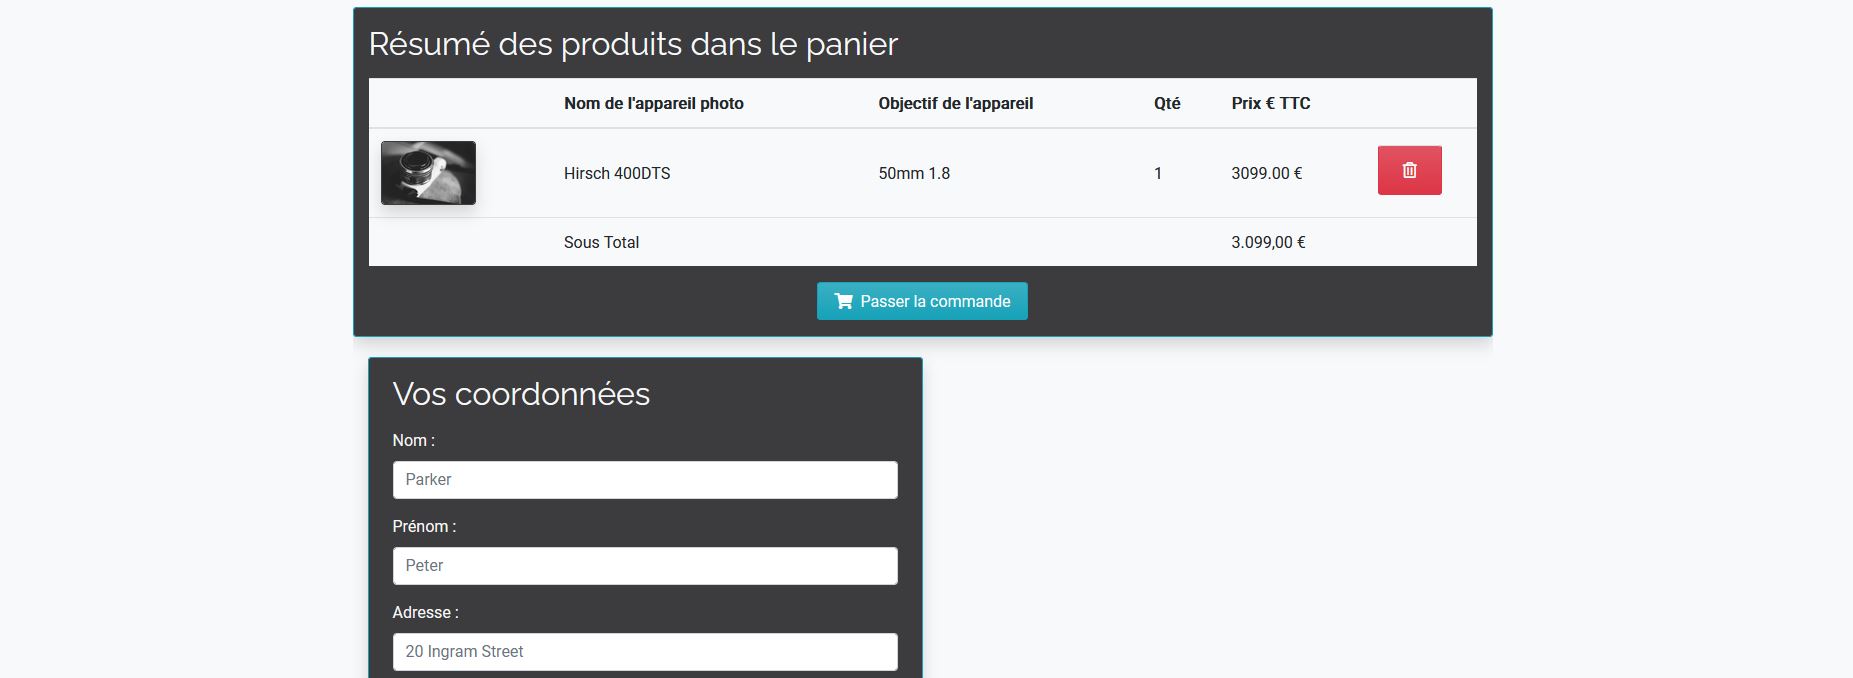 Résumé des produits dans le panier
Nom de l'appareil photo Objectif de l'appareil Qté Prix € TTC
Hirsch 400DTS 50mm 1.8 1 3099.00 €
Sous Total 3.099,00 €
Passer la commande
Vos coordonnées
Nom :
Parker
Prénom :
Peter
Adresse :
20 Ingram Street